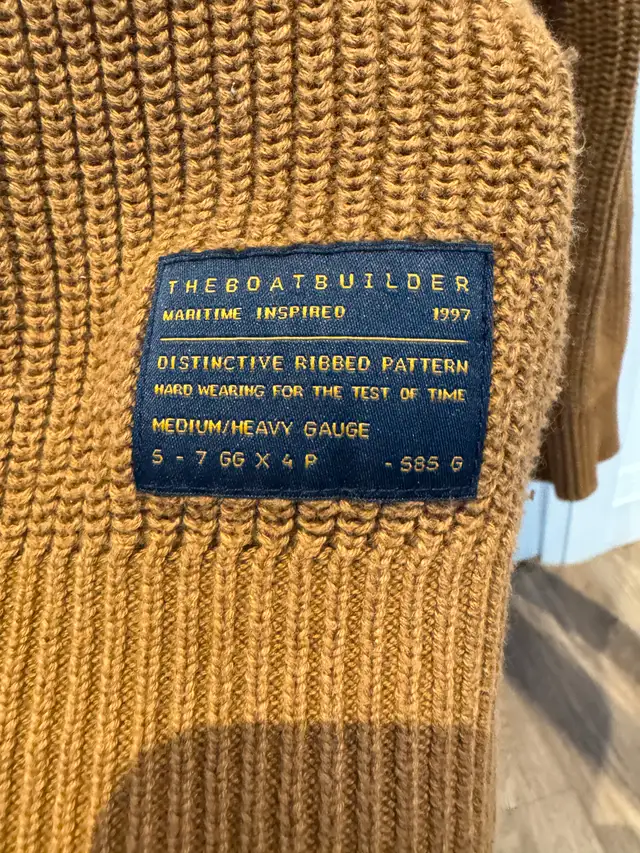 THEBOATBUILDER
MARITIME INSPIRED 1997
DISTINCTIVE RIBBED PATTERN
HARD WEARING FOR THE TEST OF TIME
MEDIUM/HEAVY GAUGE
5 - 7 GG X 4 P - 585 G